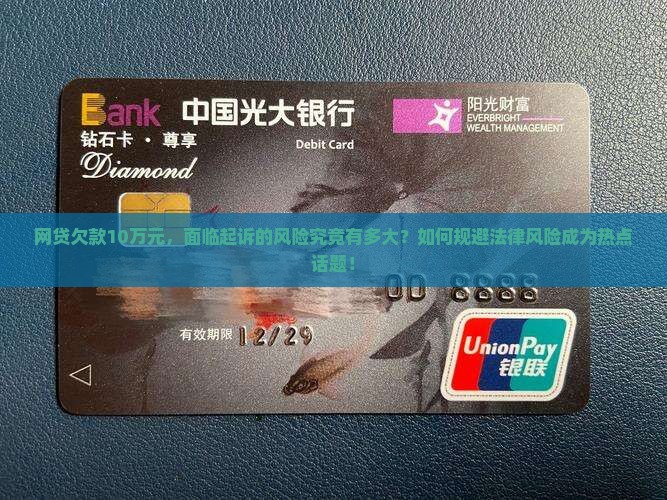 Bank 中国光大银行
阳光财富
EVERBRIGHT
WEALTH MANAGEMENT
钻石卡·尊享
Debit Card
Diamond
网贷欠款10万元，面临起诉的风险究竟有多大？如何规避法律风险成为热点
话题！
00 8888
有效期限 12/29
UnionPay
银联